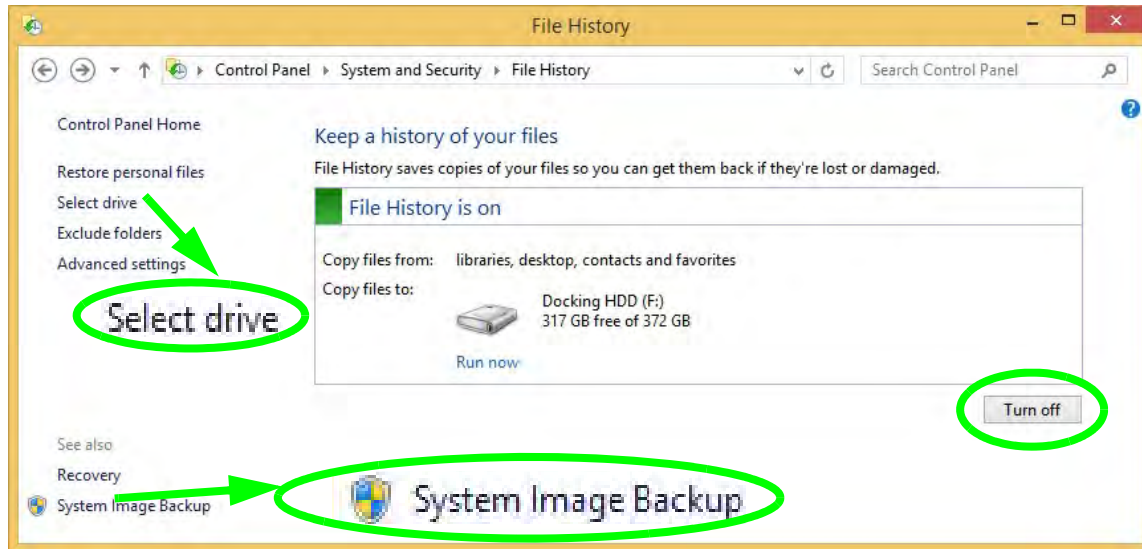 File History
Control Panel System and Security File History
Search Control Panel
Control Panel Home
Restore personal files
Select drive
Exclude folders
Advanced settings
Select drive
Keep a history of your files
File History saves copies of your files so you can get them back if they're lost or damaged.
File History is on
Copy files from: libraries, desktop, contacts and favorites
Copy files to:
Docking HDD (F:)
317 GB free of 372 GB
Run now
Turn off
See also
Recovery
System Image Backup
System Image Backup